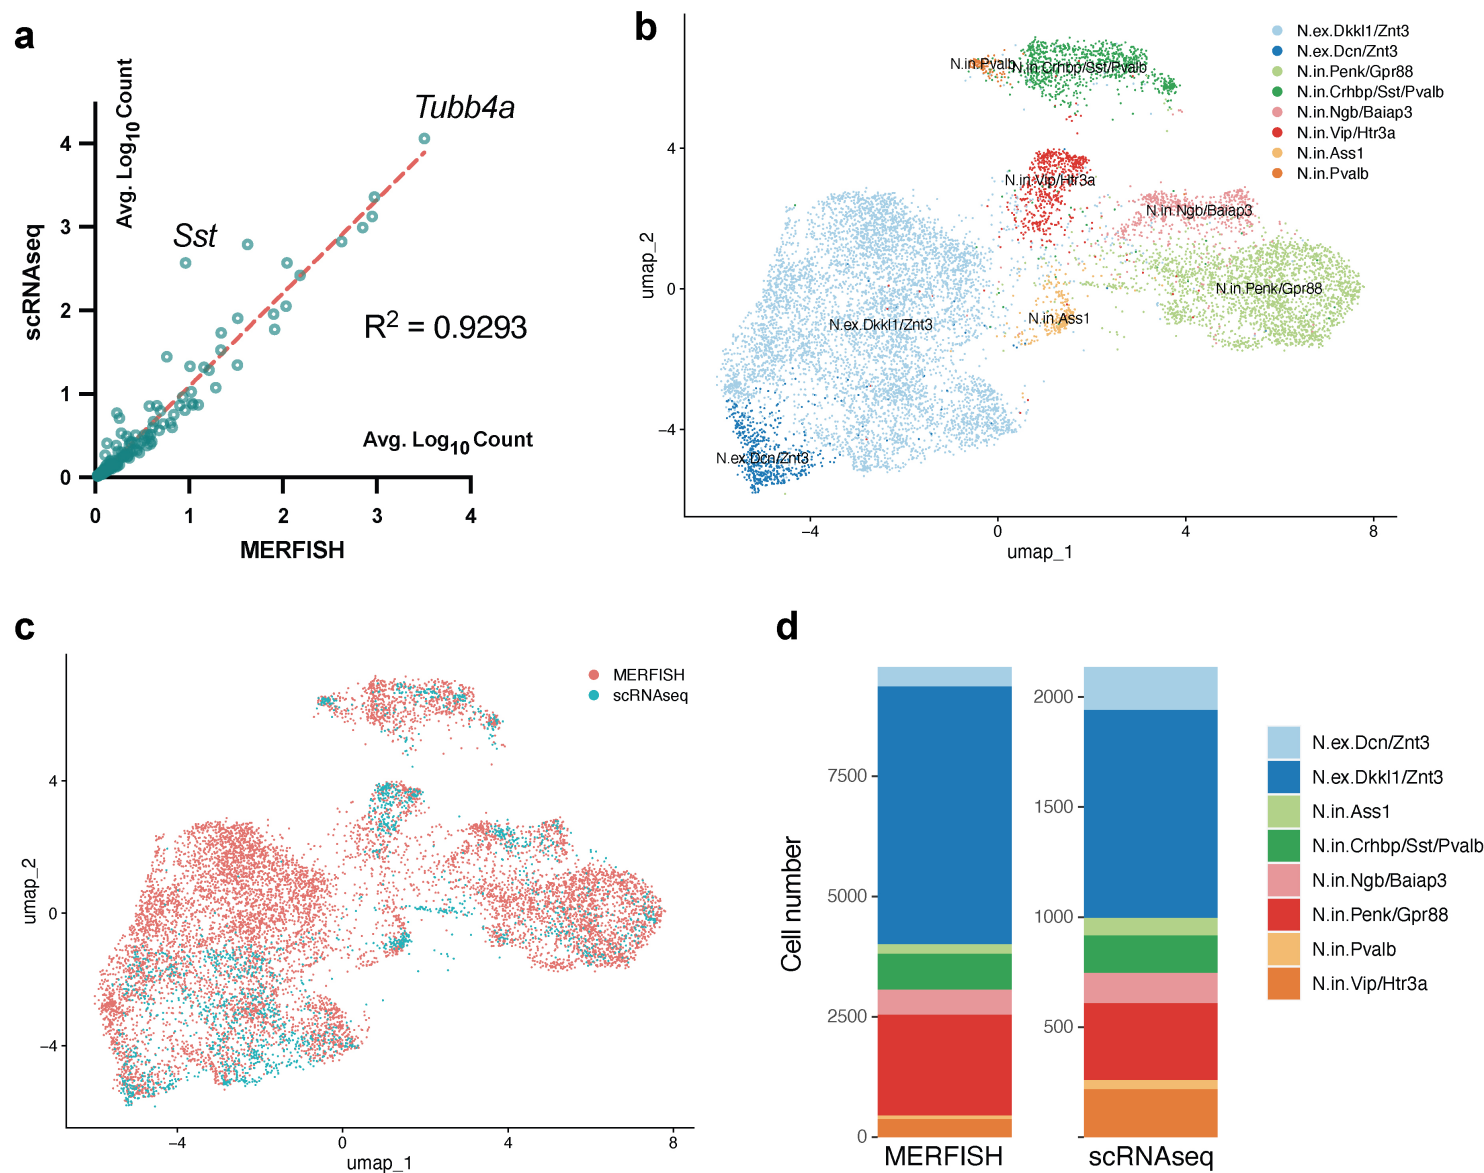 a
Avg. Log10 Count
scRNAseq
Tubb4a
Sst
R2 = 0.9293
Avg. Log10 Count
4
3
2
1
0
0 1 2 3 4
MERFISH
b
N.ex.Dkkl1/Znt3
N.ex.Dcn/Znt3
N.in.Penk/Gpr88
N.in.Crhbp/Sst/Pvalb
N.in.Ngb/Baiap3
N.in.Vip/Htr3a
N.in.Ass1
N.in.Pvalb
N.in.Pvalb
N.in.Crhbp/Sst/Pvalb
N.in.Vip/Htr3a
N.in.Ngb/Baiap3
N.in.Penk/Gpr88
N.in.Ass1
N.ex.Dkkl1/Znt3
N.ex.Dcn/Znt3
umap_2
4
0
−4
−4 0 4 8
umap_1
c
MERFISH
scRNAseq
umap_2
4
0
−4
−4 0 4 8
umap_1
d
Cell number
7500
5000
2500
0
2000
1500
1000
500
MERFISH scRNAseq
N.ex.Dcn/Znt3
N.ex.Dkkl1/Znt3
N.in.Ass1
N.in.Crhbp/Sst/Pvalb
N.in.Ngb/Baiap3
N.in.Penk/Gpr88
N.in.Pvalb
N.in.Vip/Htr3a